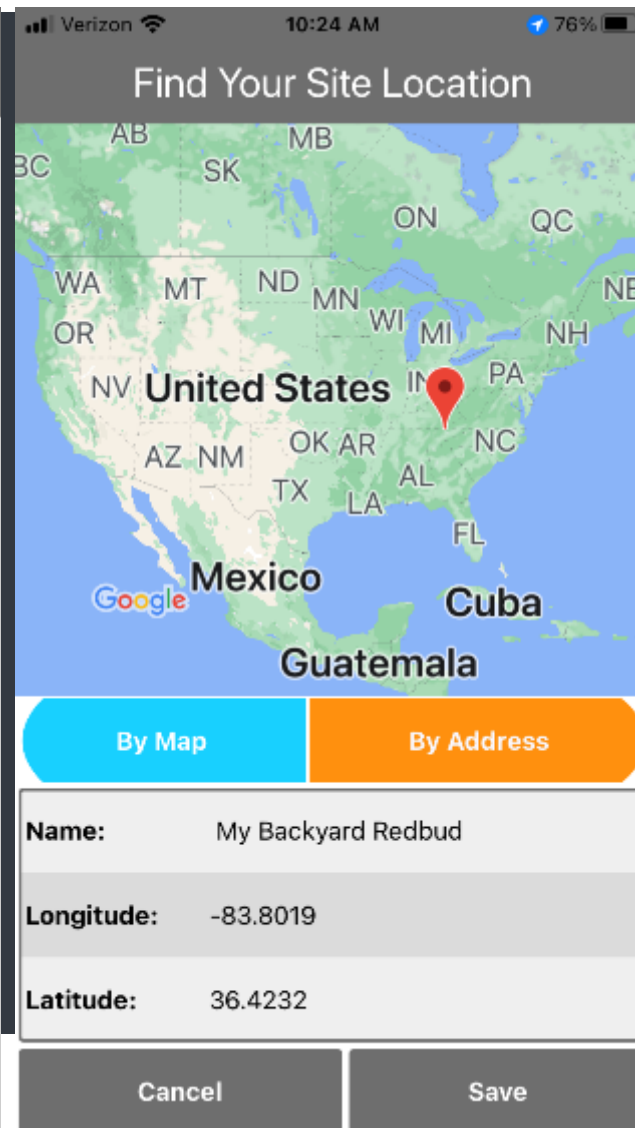 Verizon 10:24 AM 76%
Find Your Site Location
AB MB
BC SK
ON QC
WA MT ND MN NE
OR WI MI NH
NV United States IN PA
AZ NM OK AR NC
TX LA AL
FL
Google Mexico
Cuba
Guatemala
By Map By Address
Name: My Backyard Redbud
Longitude: -83.8019
Latitude: 36.4232
Cancel Save